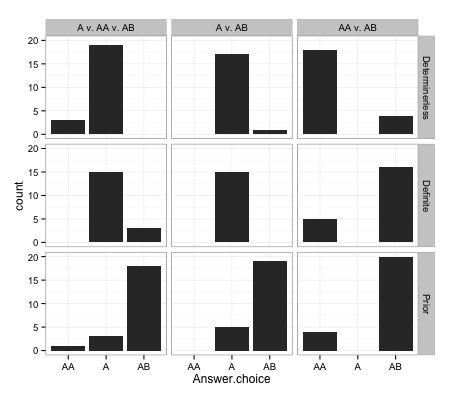 A v. AA v. AB
A v. AB
AA v. AB
20
15
10
5
0
Determinerless
20
15
10
5
0
Definite
20
15
10
5
0
Prior
count
AA A AB
AA A AB
AA A AB
Answer.choice